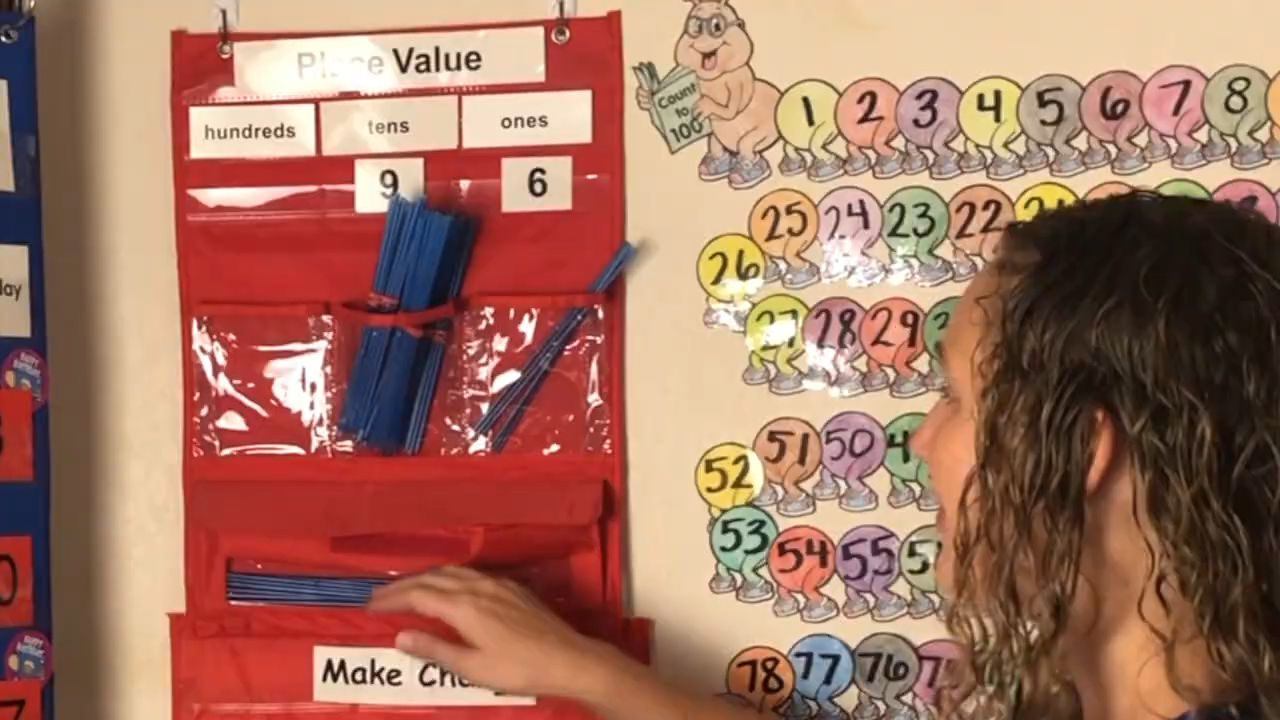 Place Value
hundreds tens ones
9 6
Make
Count
to
100
1 2 3 4 5 6 7 8
25 24 23 22
26
27 28 29
51 50
52
53
54 55
78 77 76